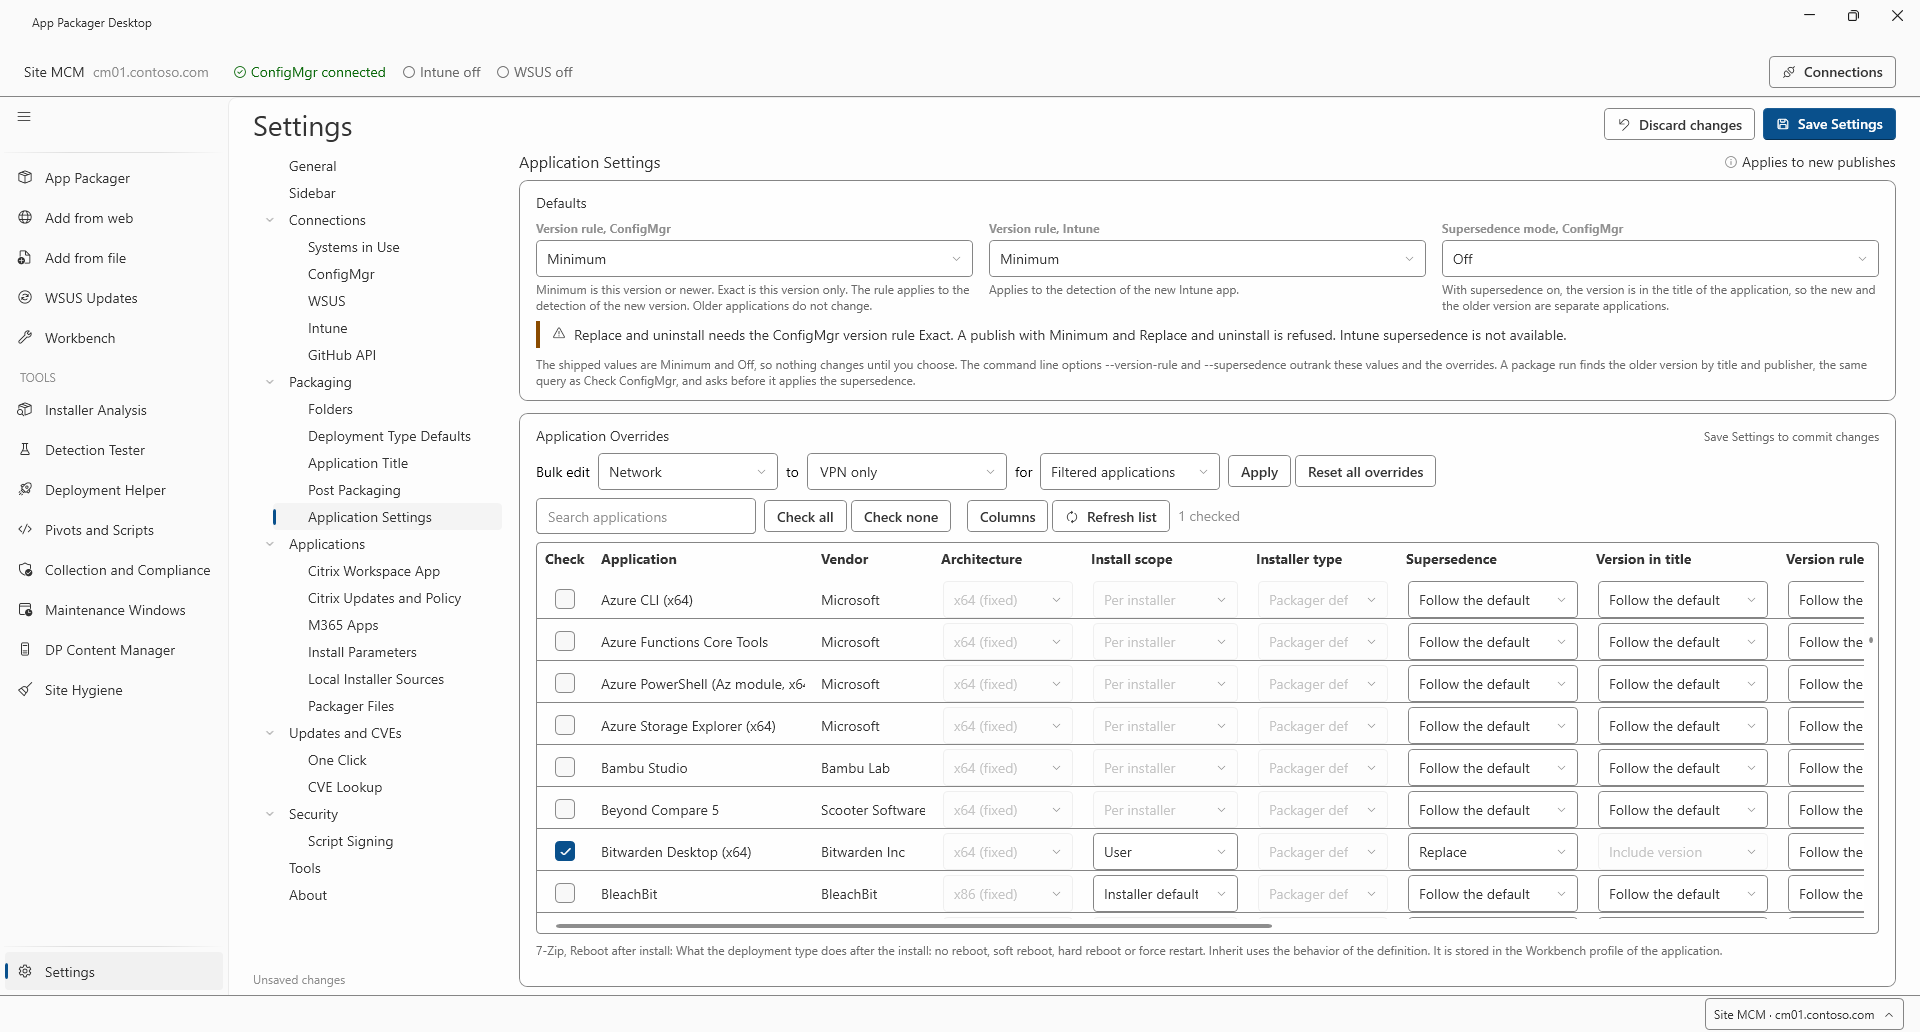 App Packager Desktop
Site MCM cm01.contoso.com ConfigMgr connected Intune off WSUS off Connections
Settings
Discard changes Save Settings
App Packager
Add from web
Add from file
WSUS Updates
Workbench
TOOLS
Installer Analysis
Detection Tester
Deployment Helper
Pivots and Scripts
Collection and Compliance
Maintenance Windows
DP Content Manager
Site Hygiene
Settings
General
Sidebar
Connections
Systems in Use
ConfigMgr
WSUS
Intune
GitHub API
Packaging
Folders
Deployment Type Defaults
Application Title
Post Packaging
Application Settings
Applications
Citrix Workspace App
Citrix Updates and Policy
M365 Apps
Install Parameters
Local Installer Sources
Packager Files
Updates and CVEs
One Click
CVE Lookup
Security
Script Signing
Tools
About
Unsaved changes
Application Settings Applies to new publishes
Defaults
Version rule, ConfigMgr Version rule, Intune Supersedence mode, ConfigMgr
Minimum Minimum Off
Minimum is this version or newer. Exact is this version only. The rule applies to the Applies to the detection of the new Intune app. With supersedence on, the version is in the title of the application, so the new and
detection of the new version. Older applications do not change. the older version are separate applications.
Replace and uninstall needs the ConfigMgr version rule Exact. A publish with Minimum and Replace and uninstall is refused. Intune supersedence is not available.
The shipped values are Minimum and Off, so nothing changes until you choose. The command line options --version-rule and --supersedence outrank these values and the overrides. A package run finds the older version by title and publisher, the same
query as Check ConfigMgr, and asks before it applies the supersedence.
Application Overrides Save Settings to commit changes
Bulk edit Network to VPN only for Filtered applications Apply Reset all overrides
Search applications Check all Check none Columns Refresh list 1 checked
Check Application Vendor Architecture Install scope Installer type Supersedence Version in title Version rule
Azure CLI (x64) Microsoft x64 (fixed) Per installer Packager def Follow the default Follow the default Follow the
Azure Functions Core Tools Microsoft x64 (fixed) Per installer Packager def Follow the default Follow the default Follow the
Azure PowerShell (Az module, x64 Microsoft x64 (fixed) Per installer Packager def Follow the default Follow the default Follow the
Azure Storage Explorer (x64) Microsoft x64 (fixed) Per installer Packager def Follow the default Follow the default Follow the
Bambu Studio Bambu Lab x64 (fixed) Per installer Packager def Follow the default Follow the default Follow the
Beyond Compare 5 Scooter Software x64 (fixed) Per installer Packager def Follow the default Follow the default Follow the
Bitwarden Desktop (x64) Bitwarden Inc x64 (fixed) User Packager def Replace Include version Follow the
BleachBit BleachBit x86 (fixed) Installer default Packager def Follow the default Follow the default Follow the
7-Zip, Reboot after install: What the deployment type does after the install: no reboot, soft reboot, hard reboot or force restart. Inherit uses the behavior of the definition. It is stored in the Workbench profile of the application.
Site MCM · cm01.contoso.com